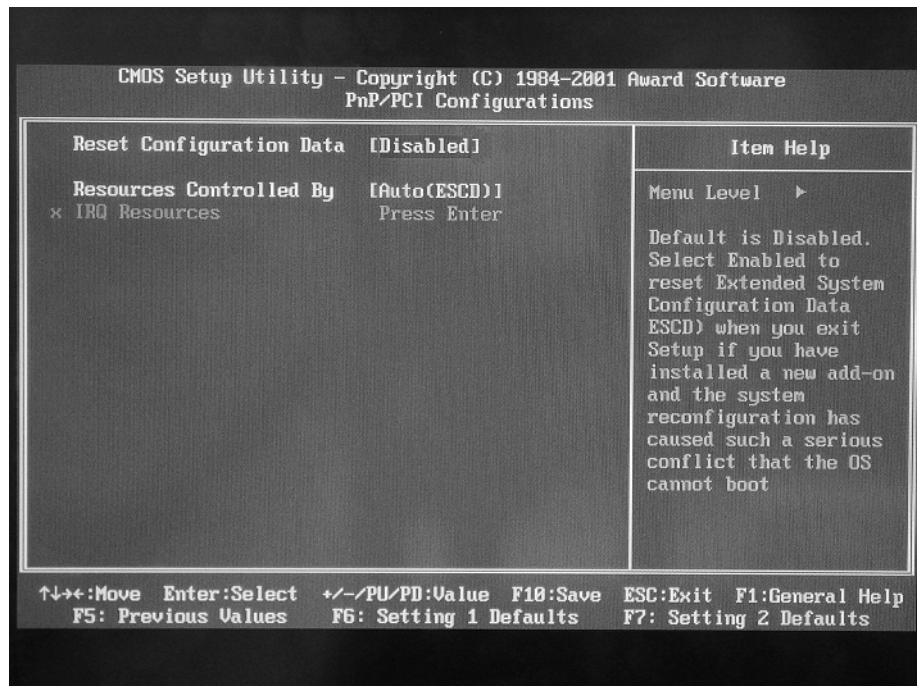 CMOS Setup Utility – Copyright (C) 1984–2001 Award Software
PnP/PCI Configurations
Reset Configuration Data [Disabled]
Resources Controlled By [Auto(ESCD)]
x IRQ Resources Press Enter
Item Help
Menu Level ▶
Default is Disabled.
Select Enabled to
reset Extended System
Configuration Data
ESCD) when you exit
Setup if you have
installed a new add-on
and the system
reconfiguration has
caused such a serious
conflict that the OS
cannot boot
↑↓→←:Move Enter:Select +/-/PU/PD:Value F10:Save ESC:Exit F1:General Help
F5: Previous Values F6: Setting 1 Defaults F7: Setting 2 Defaults